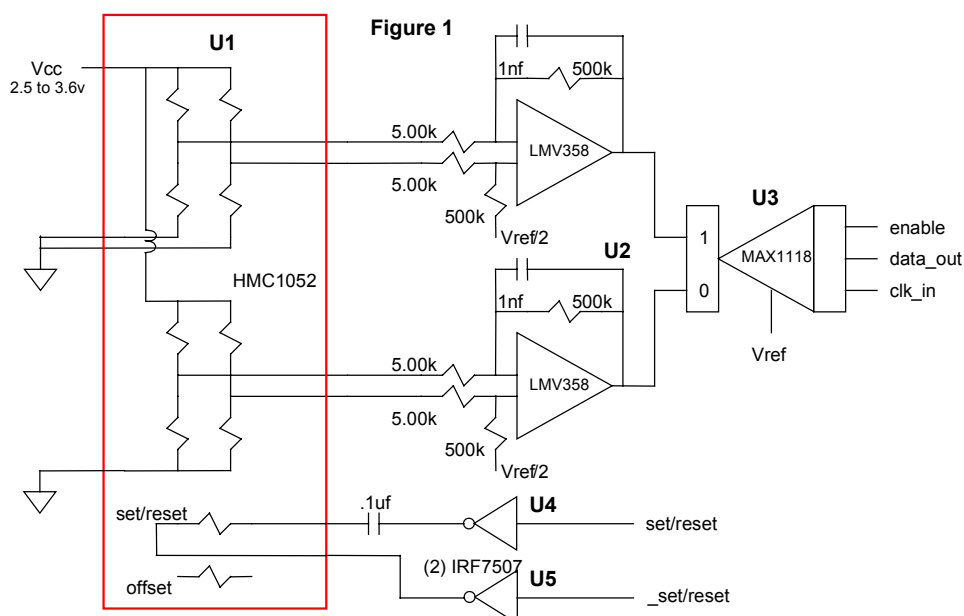 Figure 1
U1
Vcc
2.5 to 3.6v
1nf
500k
5.00k
LMV358
5.00k
500k
Vref/2
U3
1
0
MAX1118
enable
data_out
clk_in
Vref
U2
HMC1052
1nf
500k
5.00k
LMV358
5.00k
500k
Vref/2
set/reset
.1uf
U4
set/reset
(2) IRF7507
offset
U5
_set/reset